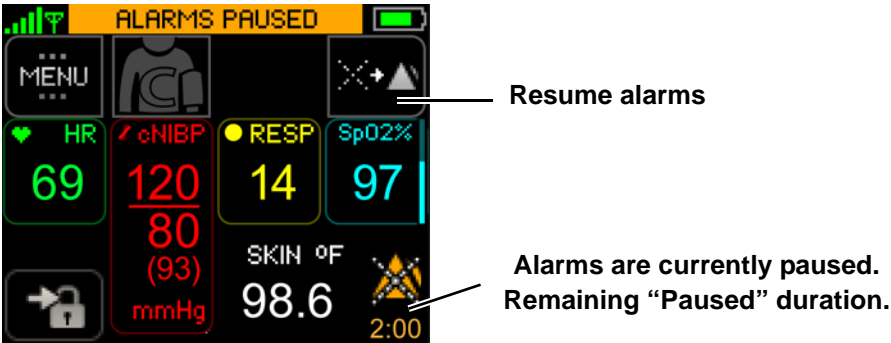 ALARMS PAUSED
MENU
Resume alarms
HR
cNIBP
RESP
SpO2%
69
120
80
(93)
mmHg
14
97
SKIN ºF
98.6
2:00
Alarms are currently paused.
Remaining “Paused” duration.